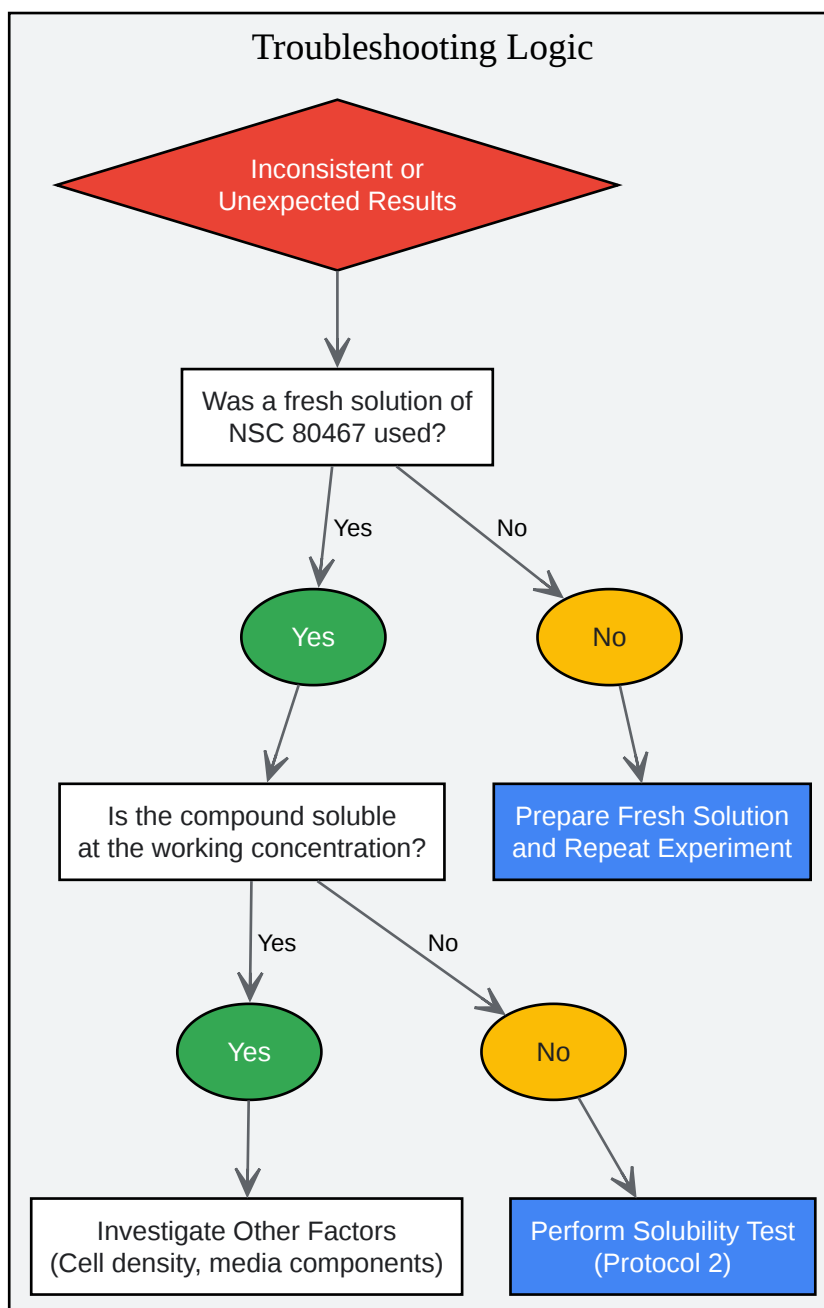 Troubleshooting Logic
Inconsistent or
Unexpected Results
Was a fresh solution of
NSC 80467 used?
Yes
No
Yes
No
Is the compound soluble
at the working concentration?
Prepare Fresh Solution
and Repeat Experiment
Yes
No
Yes
No
Investigate Other Factors
(Cell density, media components)
Perform Solubility Test
(Protocol 2)